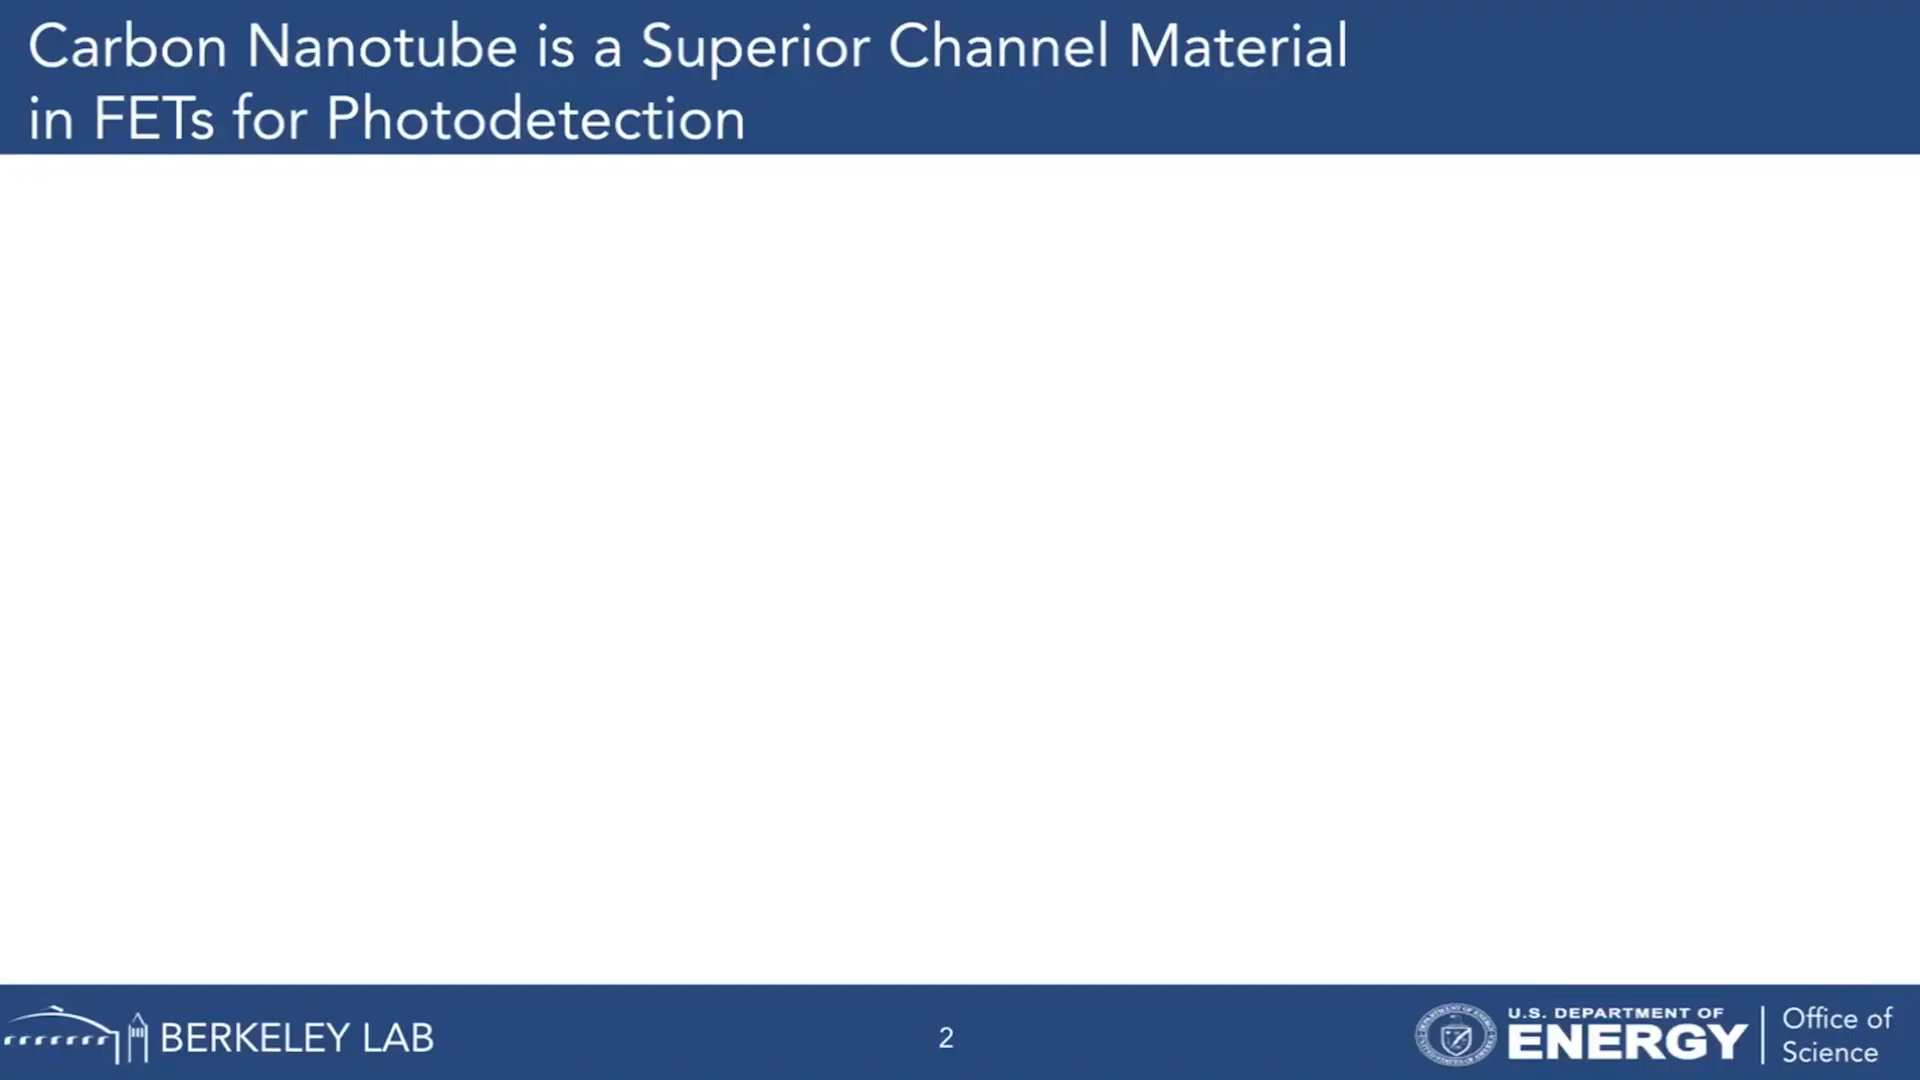 Carbon Nanotube is a Superior Channel Material
in FETs for Photodetection
BERKELEY LAB
2
U.S. DEPARTMENT OF
ENERGY
Office of
Science